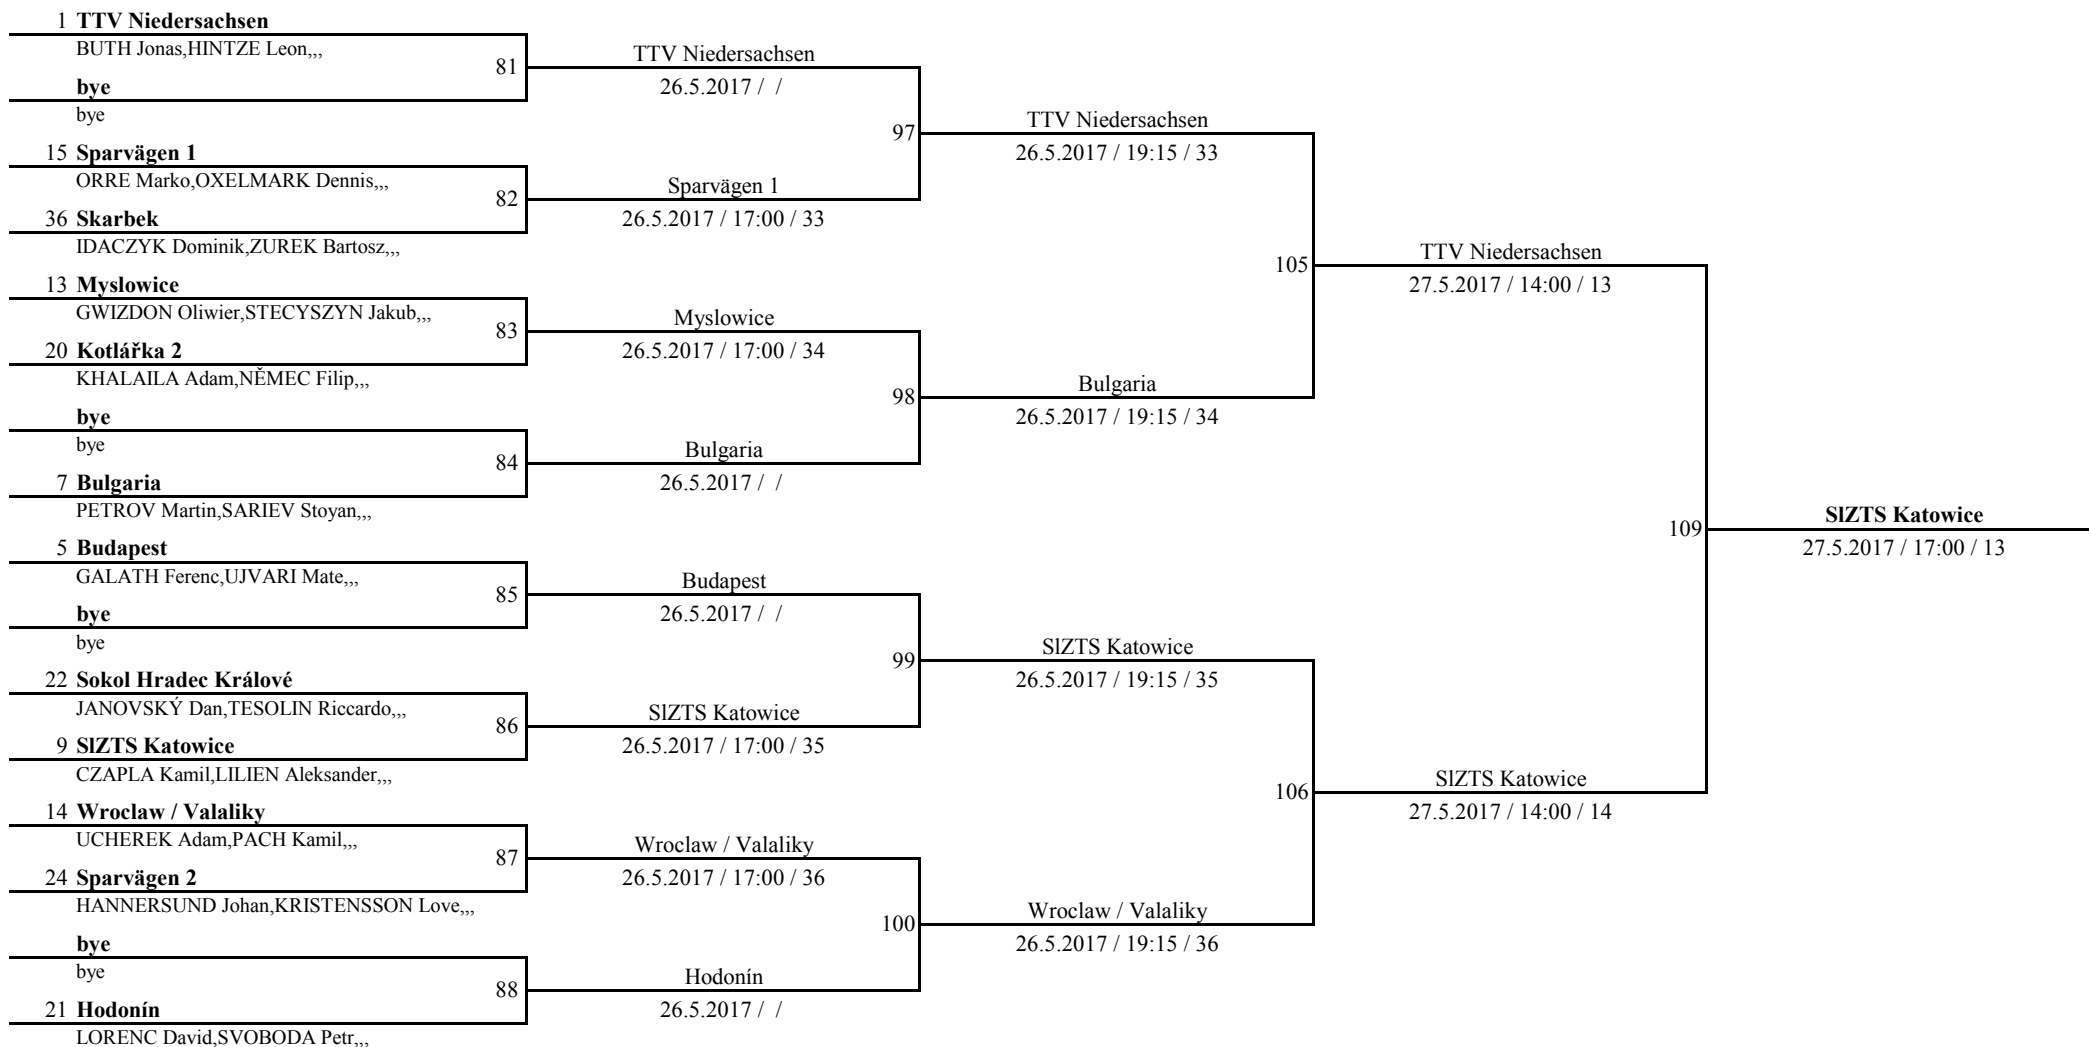 1 TTV Niedersachsen
BUTH Jonas,HINTZE Leon,,,
bye
bye
15 Sparvägen 1
ORRE Marko,OXELMARK Dennis,,,
36 Skarbek
IDACZYK Dominik,ZUREK Bartosz,,,
13 Myslowice
GWIZDON Oliwier,STECYSZYN Jakub,,,
20 Kotlářka 2
KHALAILA Adam,NĚMEC Filip,,,
bye
bye
7 Bulgaria
PETROV Martin,SARIEV Stoyan,,,
5 Budapest
GALATH Ferenc,UJVARI Mate,,,
bye
bye
22 Sokol Hradec Králové
JANOVSKÝ Dan,TESOLIN Riccardo,,,
9 SlZTS Katowice
CZAPLA Kamil,LILIEN Aleksander,,,
14 Wroclaw / Valaliky
UCHEREK Adam,PACH Kamil,,,
24 Sparvägen 2
HANNERSUND Johan,KRISTENSSON Love,,,
bye
bye
21 Hodonín
LORENC David,SVOBODA Petr,,,
81
82
83
84
85
86
87
88
TTV Niedersachsen
26.5.2017 / /
Sparvägen 1
26.5.2017 / 17:00 / 33
Myslowice
26.5.2017 / 17:00 / 34
Bulgaria
26.5.2017 / /
Budapest
26.5.2017 / /
SlZTS Katowice
26.5.2017 / 17:00 / 35
Wroclaw / Valaliky
26.5.2017 / 17:00 / 36
Hodonín
26.5.2017 / /
97
98
99
100
TTV Niedersachsen
26.5.2017 / 19:15 / 33
Bulgaria
26.5.2017 / 19:15 / 34
SlZTS Katowice
26.5.2017 / 19:15 / 35
Wroclaw / Valaliky
26.5.2017 / 19:15 / 36
105
106
TTV Niedersachsen
27.5.2017 / 14:00 / 13
SlZTS Katowice
27.5.2017 / 14:00 / 14
109
SlZTS Katowice
27.5.2017 / 17:00 / 13